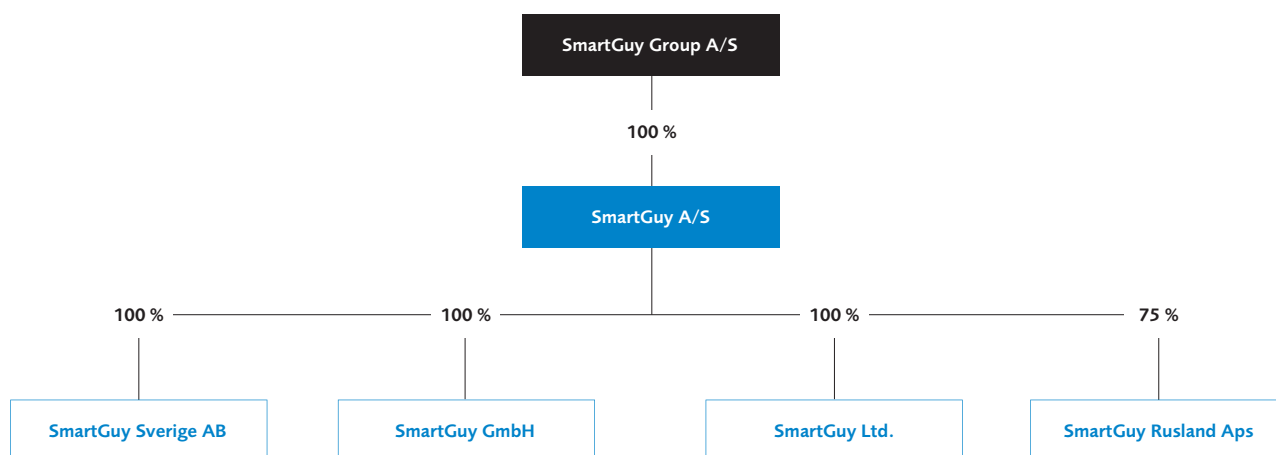 SmartGuy Group A/S
100 %
SmartGuy A/S
100 %
100 %
100 %
75 %
SmartGuy Sverige AB
SmartGuy GmbH
SmartGuy Ltd.
SmartGuy Rusland Aps